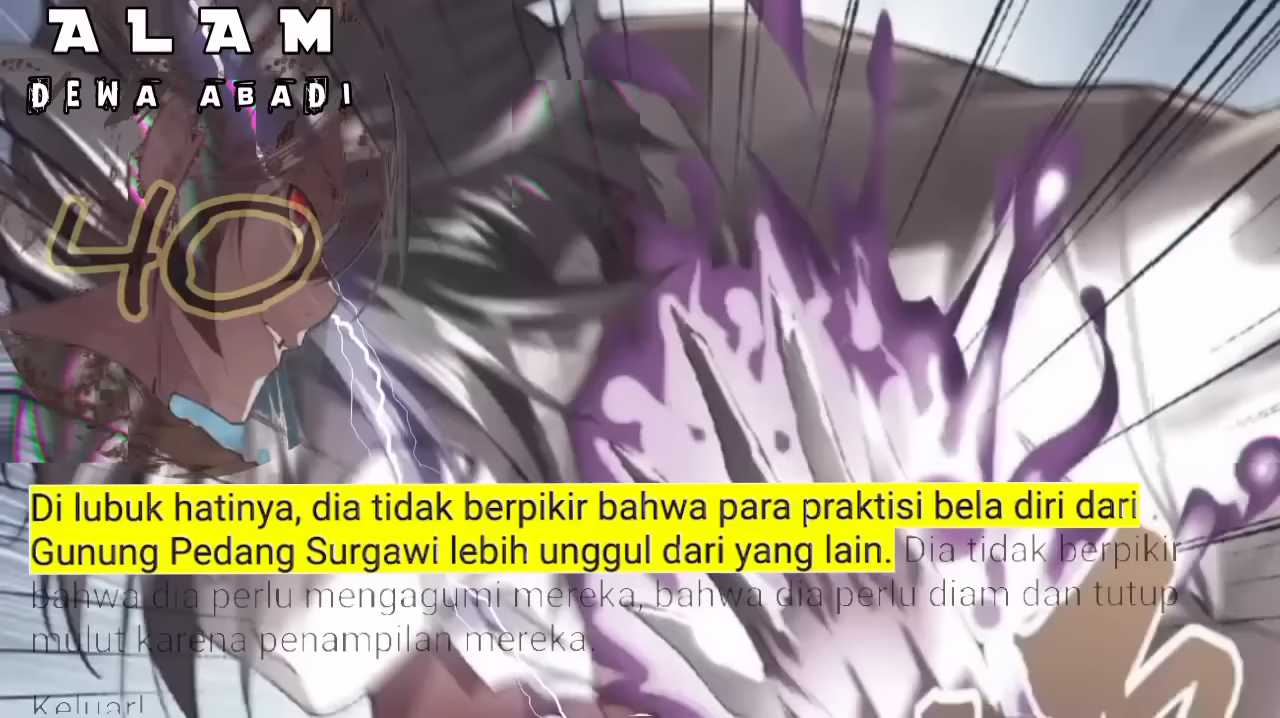 ALAM
DEWA ABADI
40
Di lubuk hatinya, dia tidak berpikir bahwa para praktisi bela diri dari
Gunung Pedang Surgawi lebih unggul dari yang lain. Dia tidak berpikir
bahwa dia perlu mengagumi mereka, bahwa dia perlu diam dan tutup
mulut karena penampilan mereka.
Keluar!